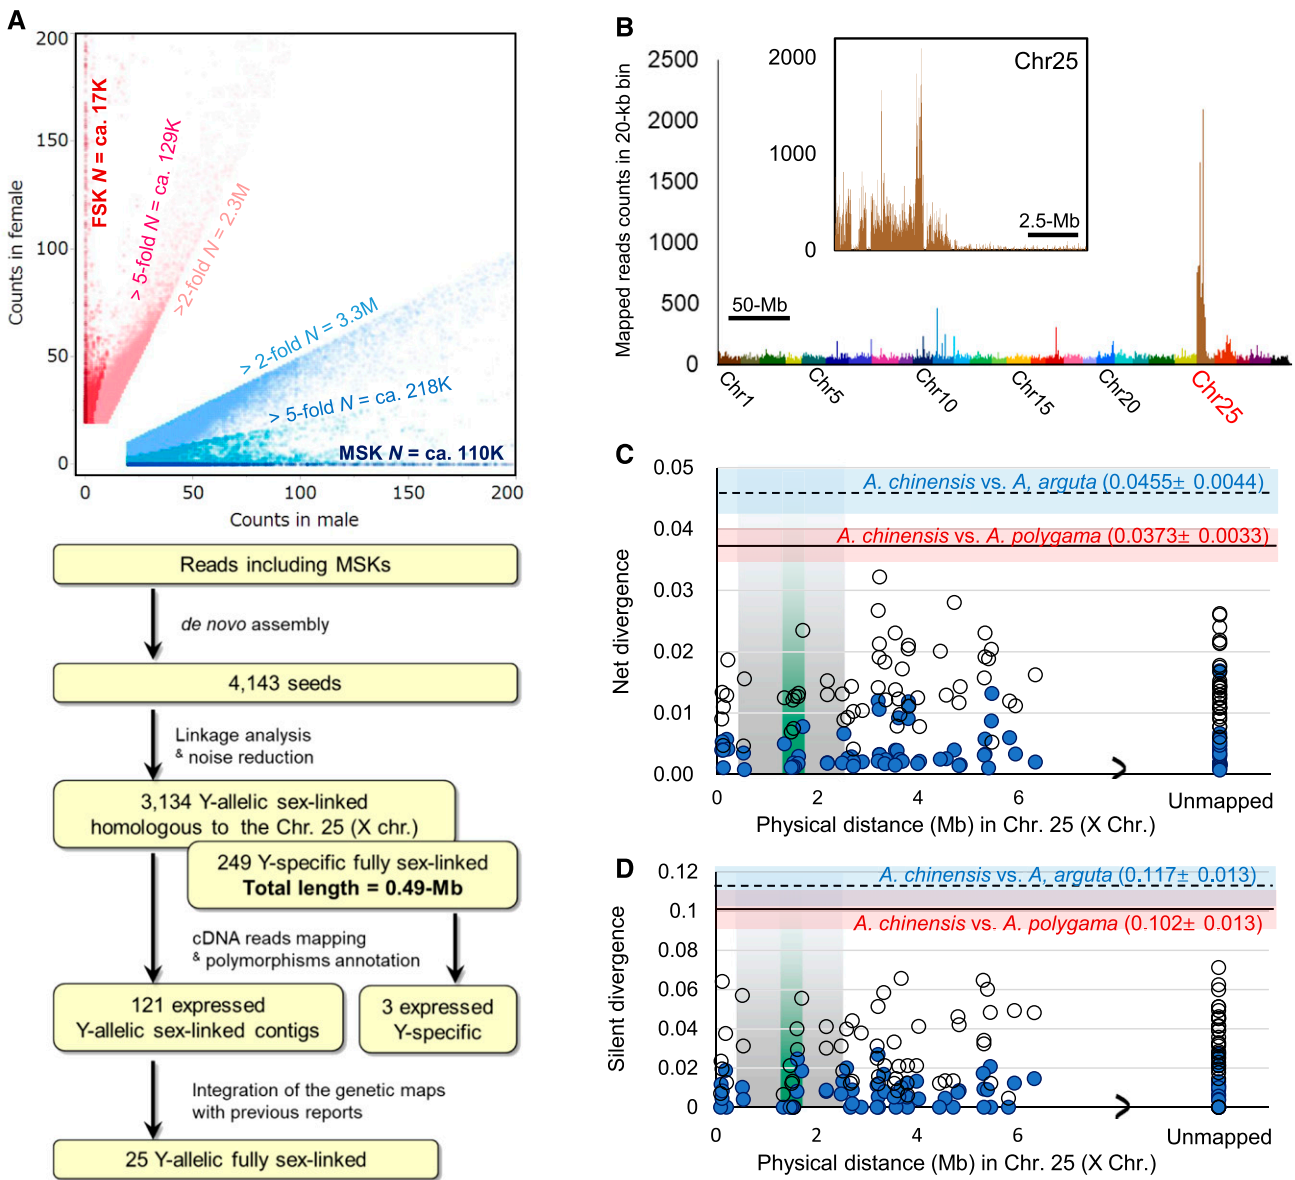 A
200
150
100
50
0
Counts in female
FSK N = ca. 17K
> 5-fold N = ca. 129K
>2-fold N = 2.3M
> 2-fold N = 3.3M
> 5-fold N = ca. 218K
MSK N = ca. 110K
0
50
100
150
200
Counts in male
Reads including MSKs
de novo assembly
4,143 seeds
Linkage analysis
& noise reduction
3,134 Y-allelic sex-linked
homologous to the Chr. 25 (X chr.)
249 Y-specific fully sex-linked
Total length = 0.49-Mb
cDNA reads mapping
& polymorphisms annotation
121 expressed
Y-allelic sex-linked contigs
3 expressed
Y-specific
Integration of the genetic maps
with previous reports
25 Y-allelic fully sex-linked
B
Mapped reads counts in 20-kb bin
2500
2000
1500
1000
500
0
50-Mb
2000
1000
0
Chr25
2.5-Mb
Chr1
Chr5
Chr10
Chr15
Chr20
Chr25
C
Net divergence
0.05
0.04
0.03
0.02
0.01
0.00
A. chinensis vs. A, arguta (0.0455± 0.0044)
A. chinensis vs. A. polygama (0.0373± 0.0033)
0
2
4
6
Unmapped
Physical distance (Mb) in Chr. 25 (X Chr.)
D
Silent divergence
0.12
0.1
0.08
0.06
0.04
0.02
0
A. chinensis vs. A, arguta (0.117± 0.013)
A. chinensis vs. A. polygama (0.102± 0.013)
0
2
4
6
Unmapped
Physical distance (Mb) in Chr. 25 (X Chr.)